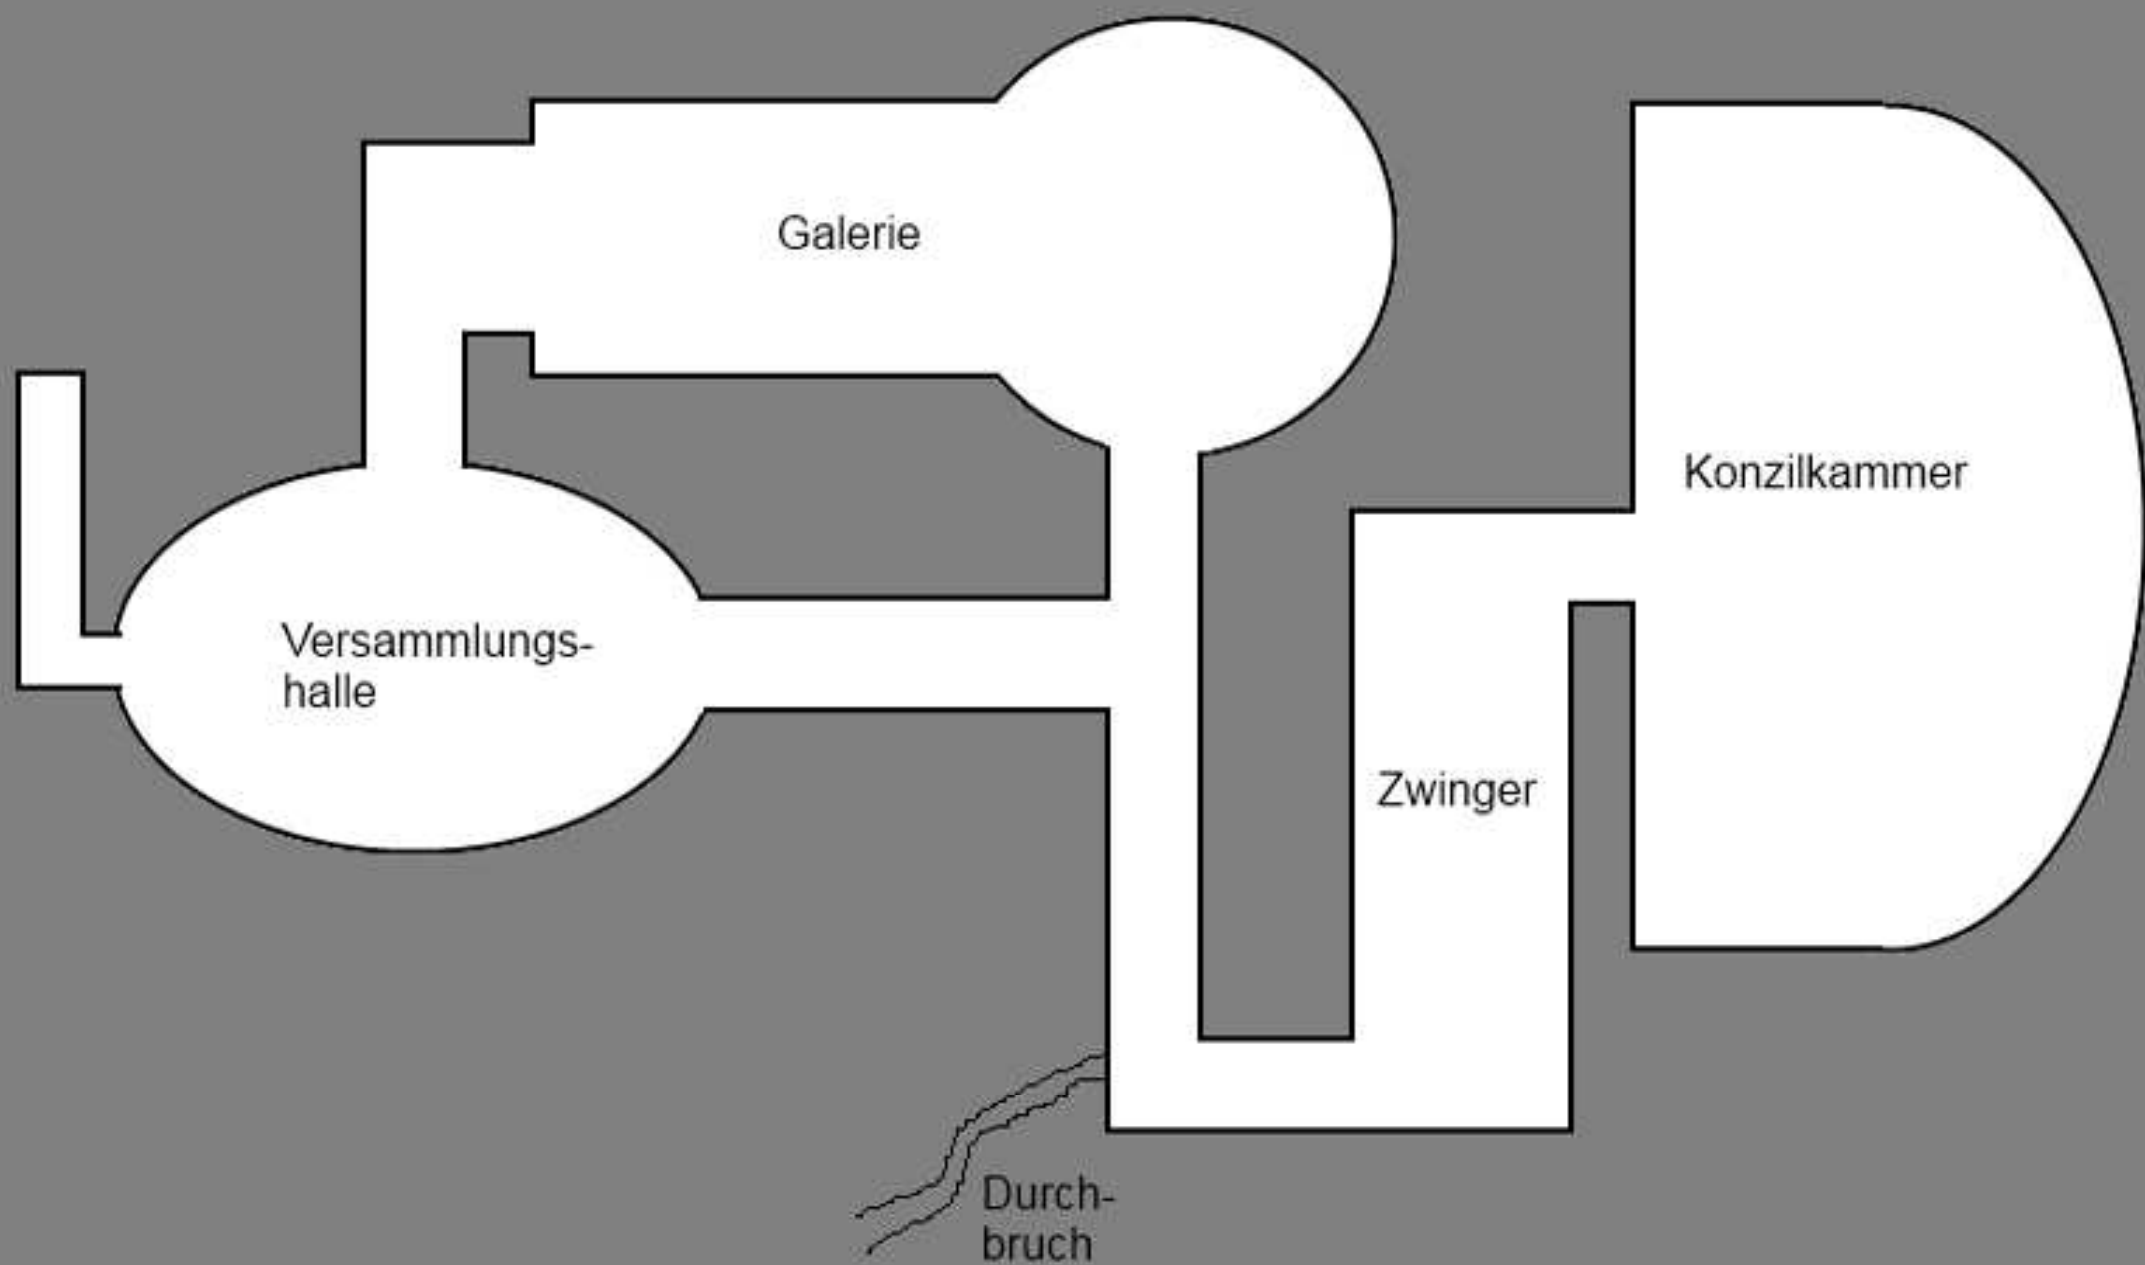 Galerie
Konzilkammer
Versammlungs-
halle
Zwinger
Durch-
bruch